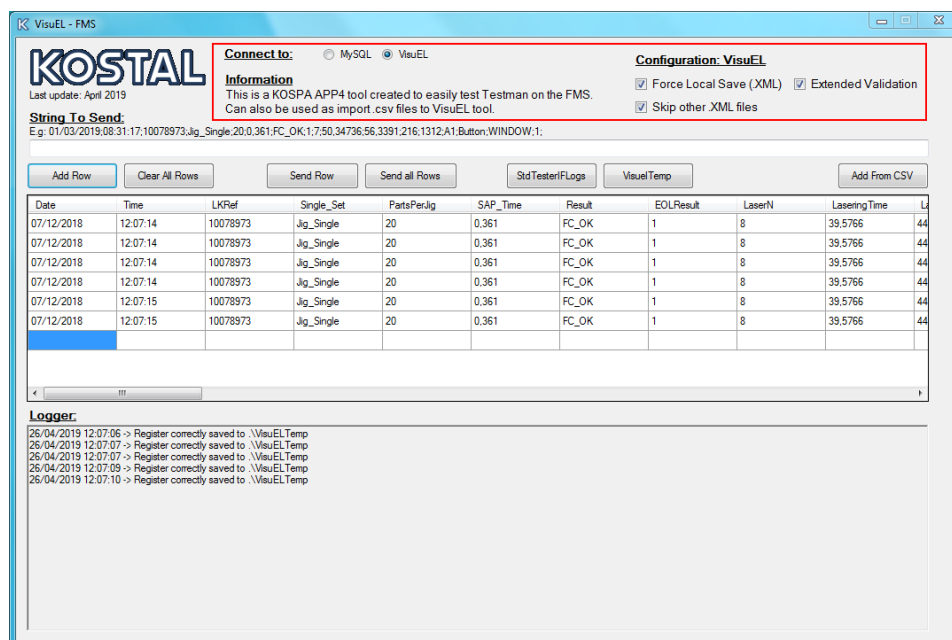 VisuEL - FMS
KOSTAL
Last update: April 2019
Connect to: MySQL VisuEL
Information
This is a KOSPA APP4 tool created to easily test Testman on the FMS.
Can also be used as import .csv files to VisuEL tool.
Configuration: VisuEL
Force Local Save (.XML) Extended Validation
Skip other .XML files
String To Send:
E.g: 01/03/2019;08:31:17;10078973;Jig_Single;20;0,361;FC_OK;1;7;50,34736;56,3391;216;1312;A1;Button;WINDOW;1;
Add Row Clear All Rows Send Row Send all Rows StdTesterIFLogs VisuelTemp Add From CSV
Date Time LKRef Single_Set PartsPerJig SAP_Time Result EOLResult LaserN LaseringTime La
07/12/2018 12:07:14 10078973 Jig_Single 20 0,361 FC_OK 1 8 39,5766 44
07/12/2018 12:07:14 10078973 Jig_Single 20 0,361 FC_OK 1 8 39,5766 44
07/12/2018 12:07:14 10078973 Jig_Single 20 0,361 FC_OK 1 8 39,5766 44
07/12/2018 12:07:14 10078973 Jig_Single 20 0,361 FC_OK 1 8 39,5766 44
07/12/2018 12:07:15 10078973 Jig_Single 20 0,361 FC_OK 1 8 39,5766 44
07/12/2018 12:07:15 10078973 Jig_Single 20 0,361 FC_OK 1 8 39,5766 44
Logger:
26/04/2019 12:07:06 -> Register correctly saved to .\VisuELTemp
26/04/2019 12:07:07 -> Register correctly saved to .\VisuELTemp
26/04/2019 12:07:07 -> Register correctly saved to .\VisuELTemp
26/04/2019 12:07:09 -> Register correctly saved to .\VisuELTemp
26/04/2019 12:07:10 -> Register correctly saved to .\VisuELTemp